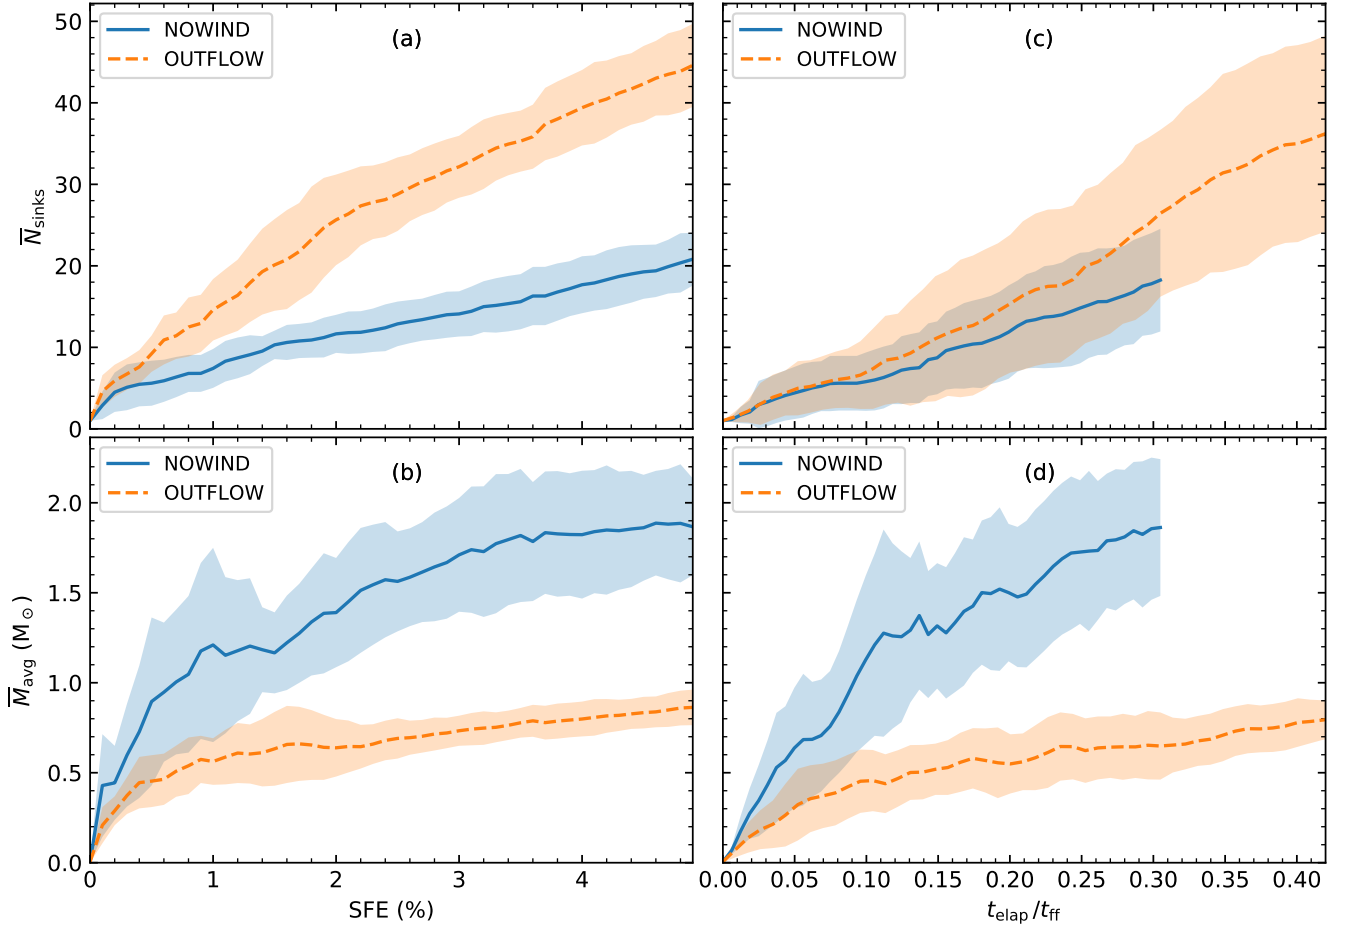 NOWIND
OUTFLOW
(a)
50
40
30
20
10
0
N̅sinks
NOWIND
OUTFLOW
(c)
NOWIND
OUTFLOW
(b)
2.0
1.5
1.0
0.5
0.0
M̅avg (M⊙)
0 1 2 3 4
SFE (%)
NOWIND
OUTFLOW
(d)
0.00 0.05 0.10 0.15 0.20 0.25 0.30 0.35 0.40
telap/tff